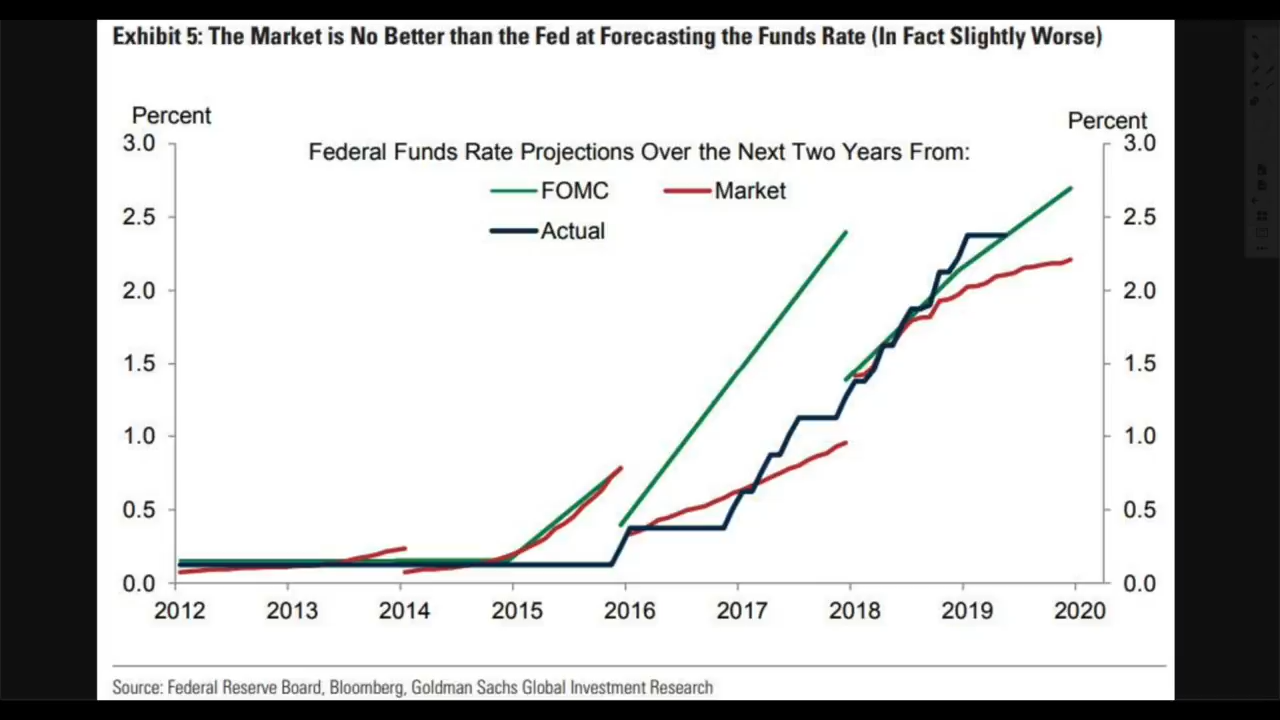 Exhibit 5: The Market is No Better than the Fed at Forecasting the Funds Rate (In Fact Slightly Worse)
Percent
Percent
3.0
3.0
Federal Funds Rate Projections Over the Next Two Years From:
FOMC
Market
Actual
2.5
2.5
2.0
2.0
1.5
1.5
1.0
1.0
0.5
0.5
0.0
0.0
2012 2013 2014 2015 2016 2017 2018 2019 2020
Source: Federal Reserve Board, Bloomberg, Goldman Sachs Global Investment Research